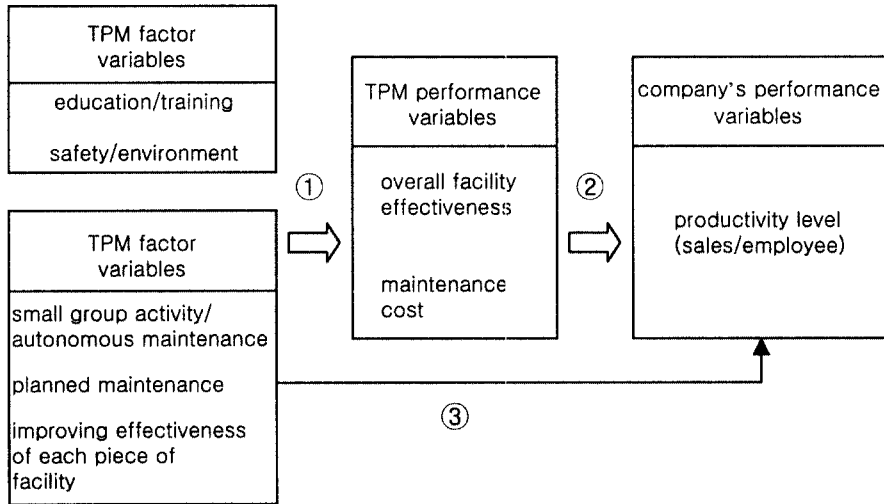 TPM factor
variables
education/training
safety/environment
TPM factor
variables
small group activity/
autonomous maintenance
planned maintenance
improving effectiveness
of each piece of
facility
①
TPM performance
variables
overall facility
effectiveness
maintenance
cost
②
company's performance
variables
productivity level
(sales/employee)
③